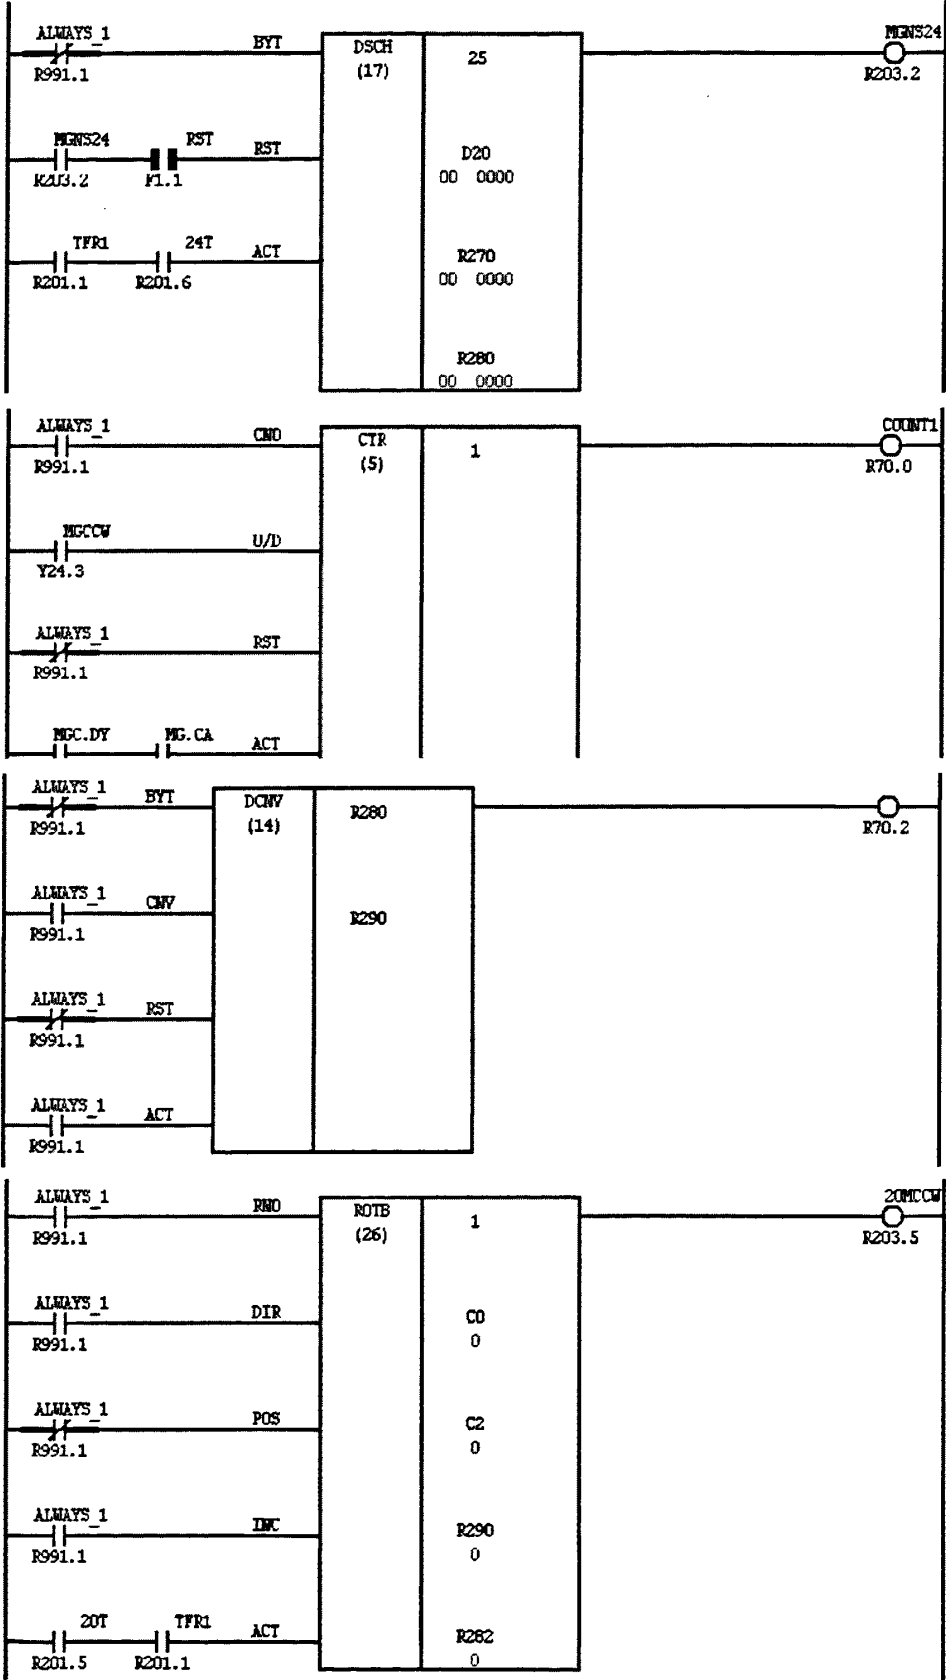 ALWAYS_1 BYT DSCH 25 MGNS24
R991.1 (17) R203.2
MGNS24 RST RST D20
R203.2 F1.1 00 0000
TFR1 24T ACT R270
R201.1 R201.6 00 0000
R280
00 0000
ALWAYS_1 CNO CTR 1 COUNT1
R991.1 (5) R70.0
MGCCW U/D
Y24.3
ALWAYS_1 RST
R991.1
MGC.DY MG.CA ACT
ALWAYS_1 BYT DCNV R280
R991.1 (14) R70.2
ALWAYS_1 CNV R290
R991.1
ALWAYS_1 RST
R991.1
ALWAYS_1 ACT
R991.1
ALWAYS_1 RNO ROTB 1 20MCCW
R991.1 (26) R203.5
ALWAYS_1 DIR C0
R991.1 0
ALWAYS_1 POS C2
R991.1 0
ALWAYS_1 INC R290
R991.1 0
20T TFR1 ACT R282
R201.5 R201.1 0